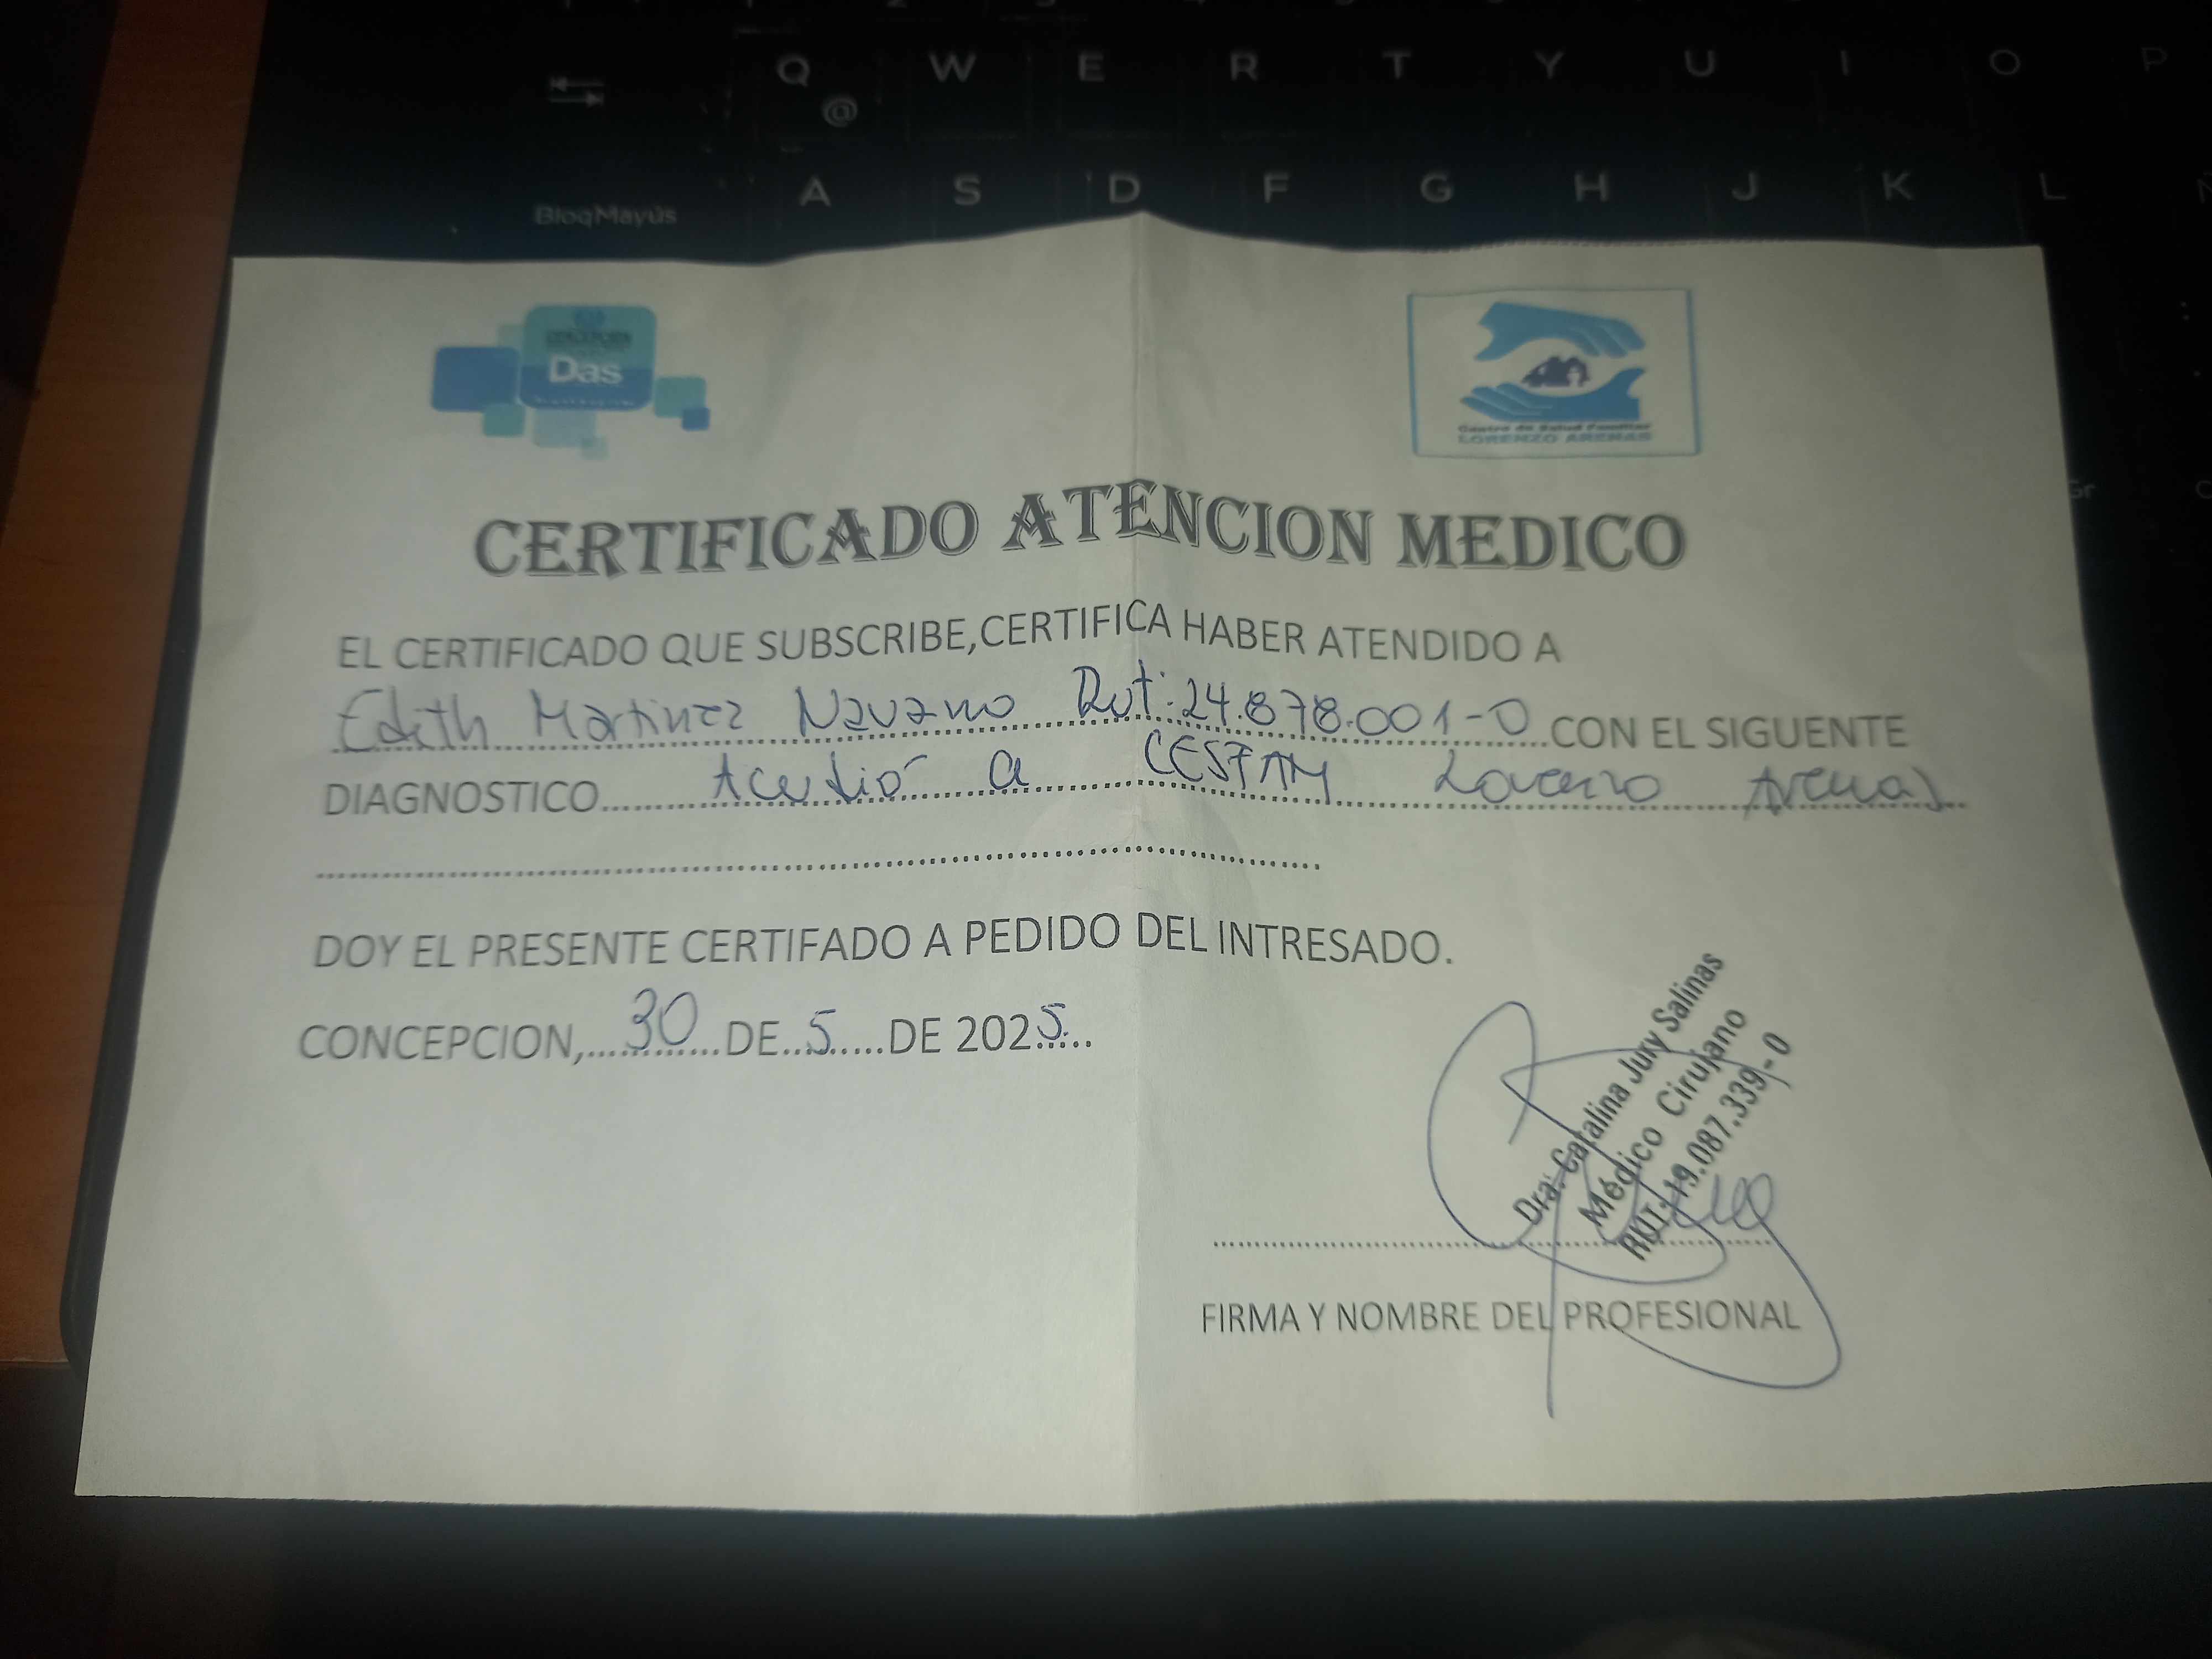 Q W E R T Y U I O P
@
BloqMayús A S D F G H J K L
Das
Centro de Salud Familiar
LORENZO ARENAS
CERTIFICADO ATENCION MEDICO
EL CERTIFICADO QUE SUBSCRIBE,CERTIFICA HABER ATENDIDO A
Edith Martinez Navarro Rut: 24.878.001-0 CON EL SIGUENTE
DIAGNOSTICO......... Acudió a CESFAM Lorenzo Arenas
DOY EL PRESENTE CERTIFADO A PEDIDO DEL INTRESADO.
CONCEPCION,....30....DE...5.....DE 2025...
Dra. Catalina Jury Salinas
Médico Cirujano
RUT: 19.087.339-0
FIRMA Y NOMBRE DEL PROFESIONAL